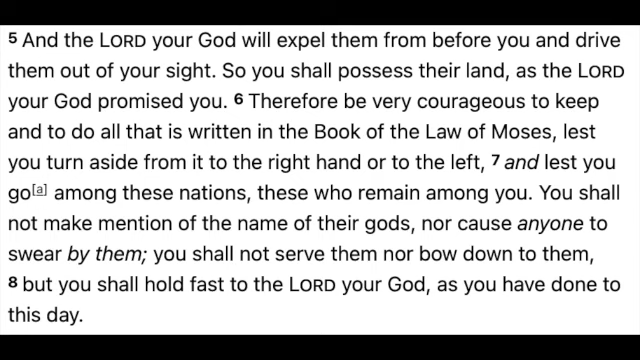 5 And the LORD your God will expel them from before you and drive
them out of your sight. So you shall possess their land, as the LORD
your God promised you. 6 Therefore be very courageous to keep
and to do all that is written in the Book of the Law of Moses, lest
you turn aside from it to the right hand or to the left, 7 and lest you
go[a] among these nations, these who remain among you. You shall
not make mention of the name of their gods, nor cause anyone to
swear by them; you shall not serve them nor bow down to them,
8 but you shall hold fast to the LORD your God, as you have done to
this day.